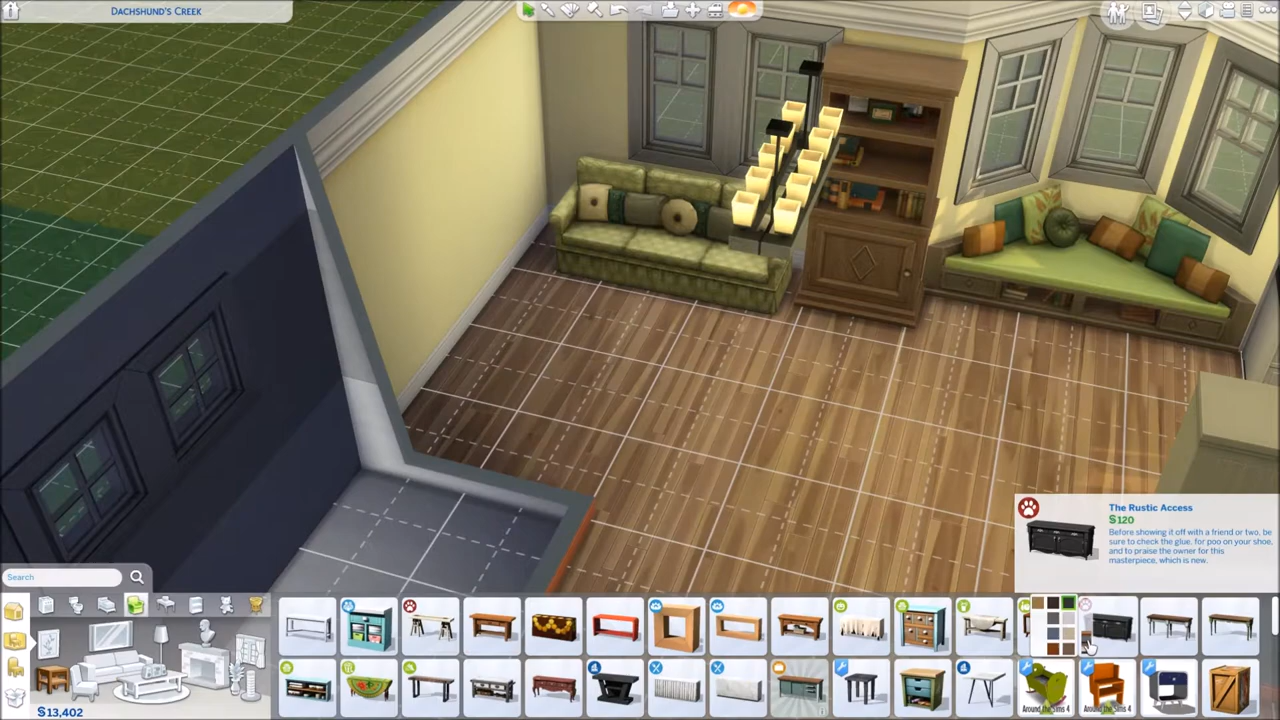 DACHSHUND'S CREEK
The Rustic Access
§120
Before showing it off with a friend or two, be
sure to check the glue, for poo on your shoe,
and to praise the owner for this
masterpiece, which is new.
Search
Around the Sims 4
Around the Sims 4
§13,402